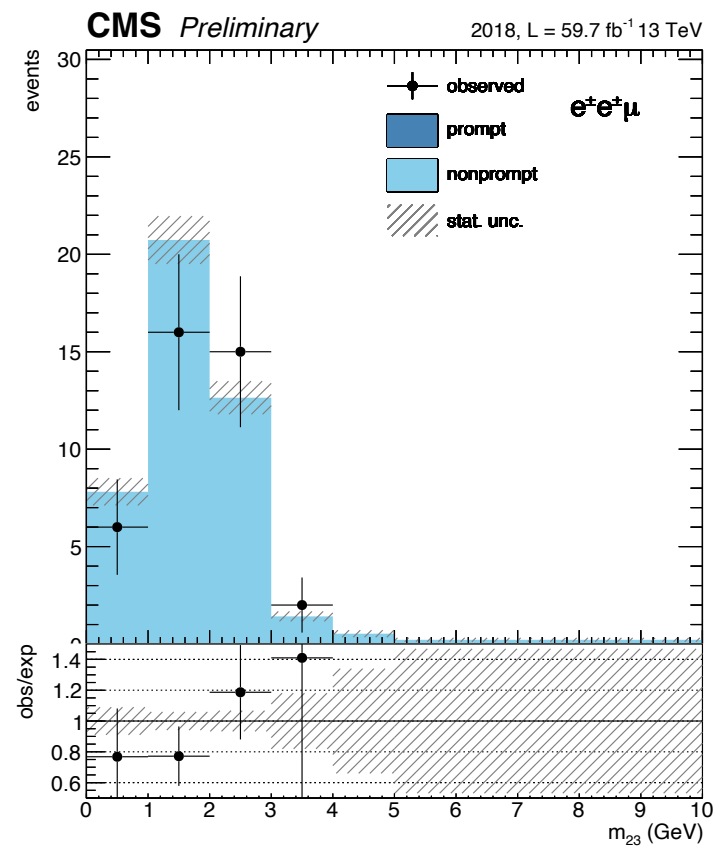 CMS Preliminary 2018, L = 59.7 fb⁻¹ 13 TeV
events
30
25
20
15
10
5
0
observed
prompt
nonprompt
stat. unc.
e±e±μ
obs/exp
1.4
1.2
1
0.8
0.6
0 1 2 3 4 5 6 7 8 9 10
m₂₃ (GeV)